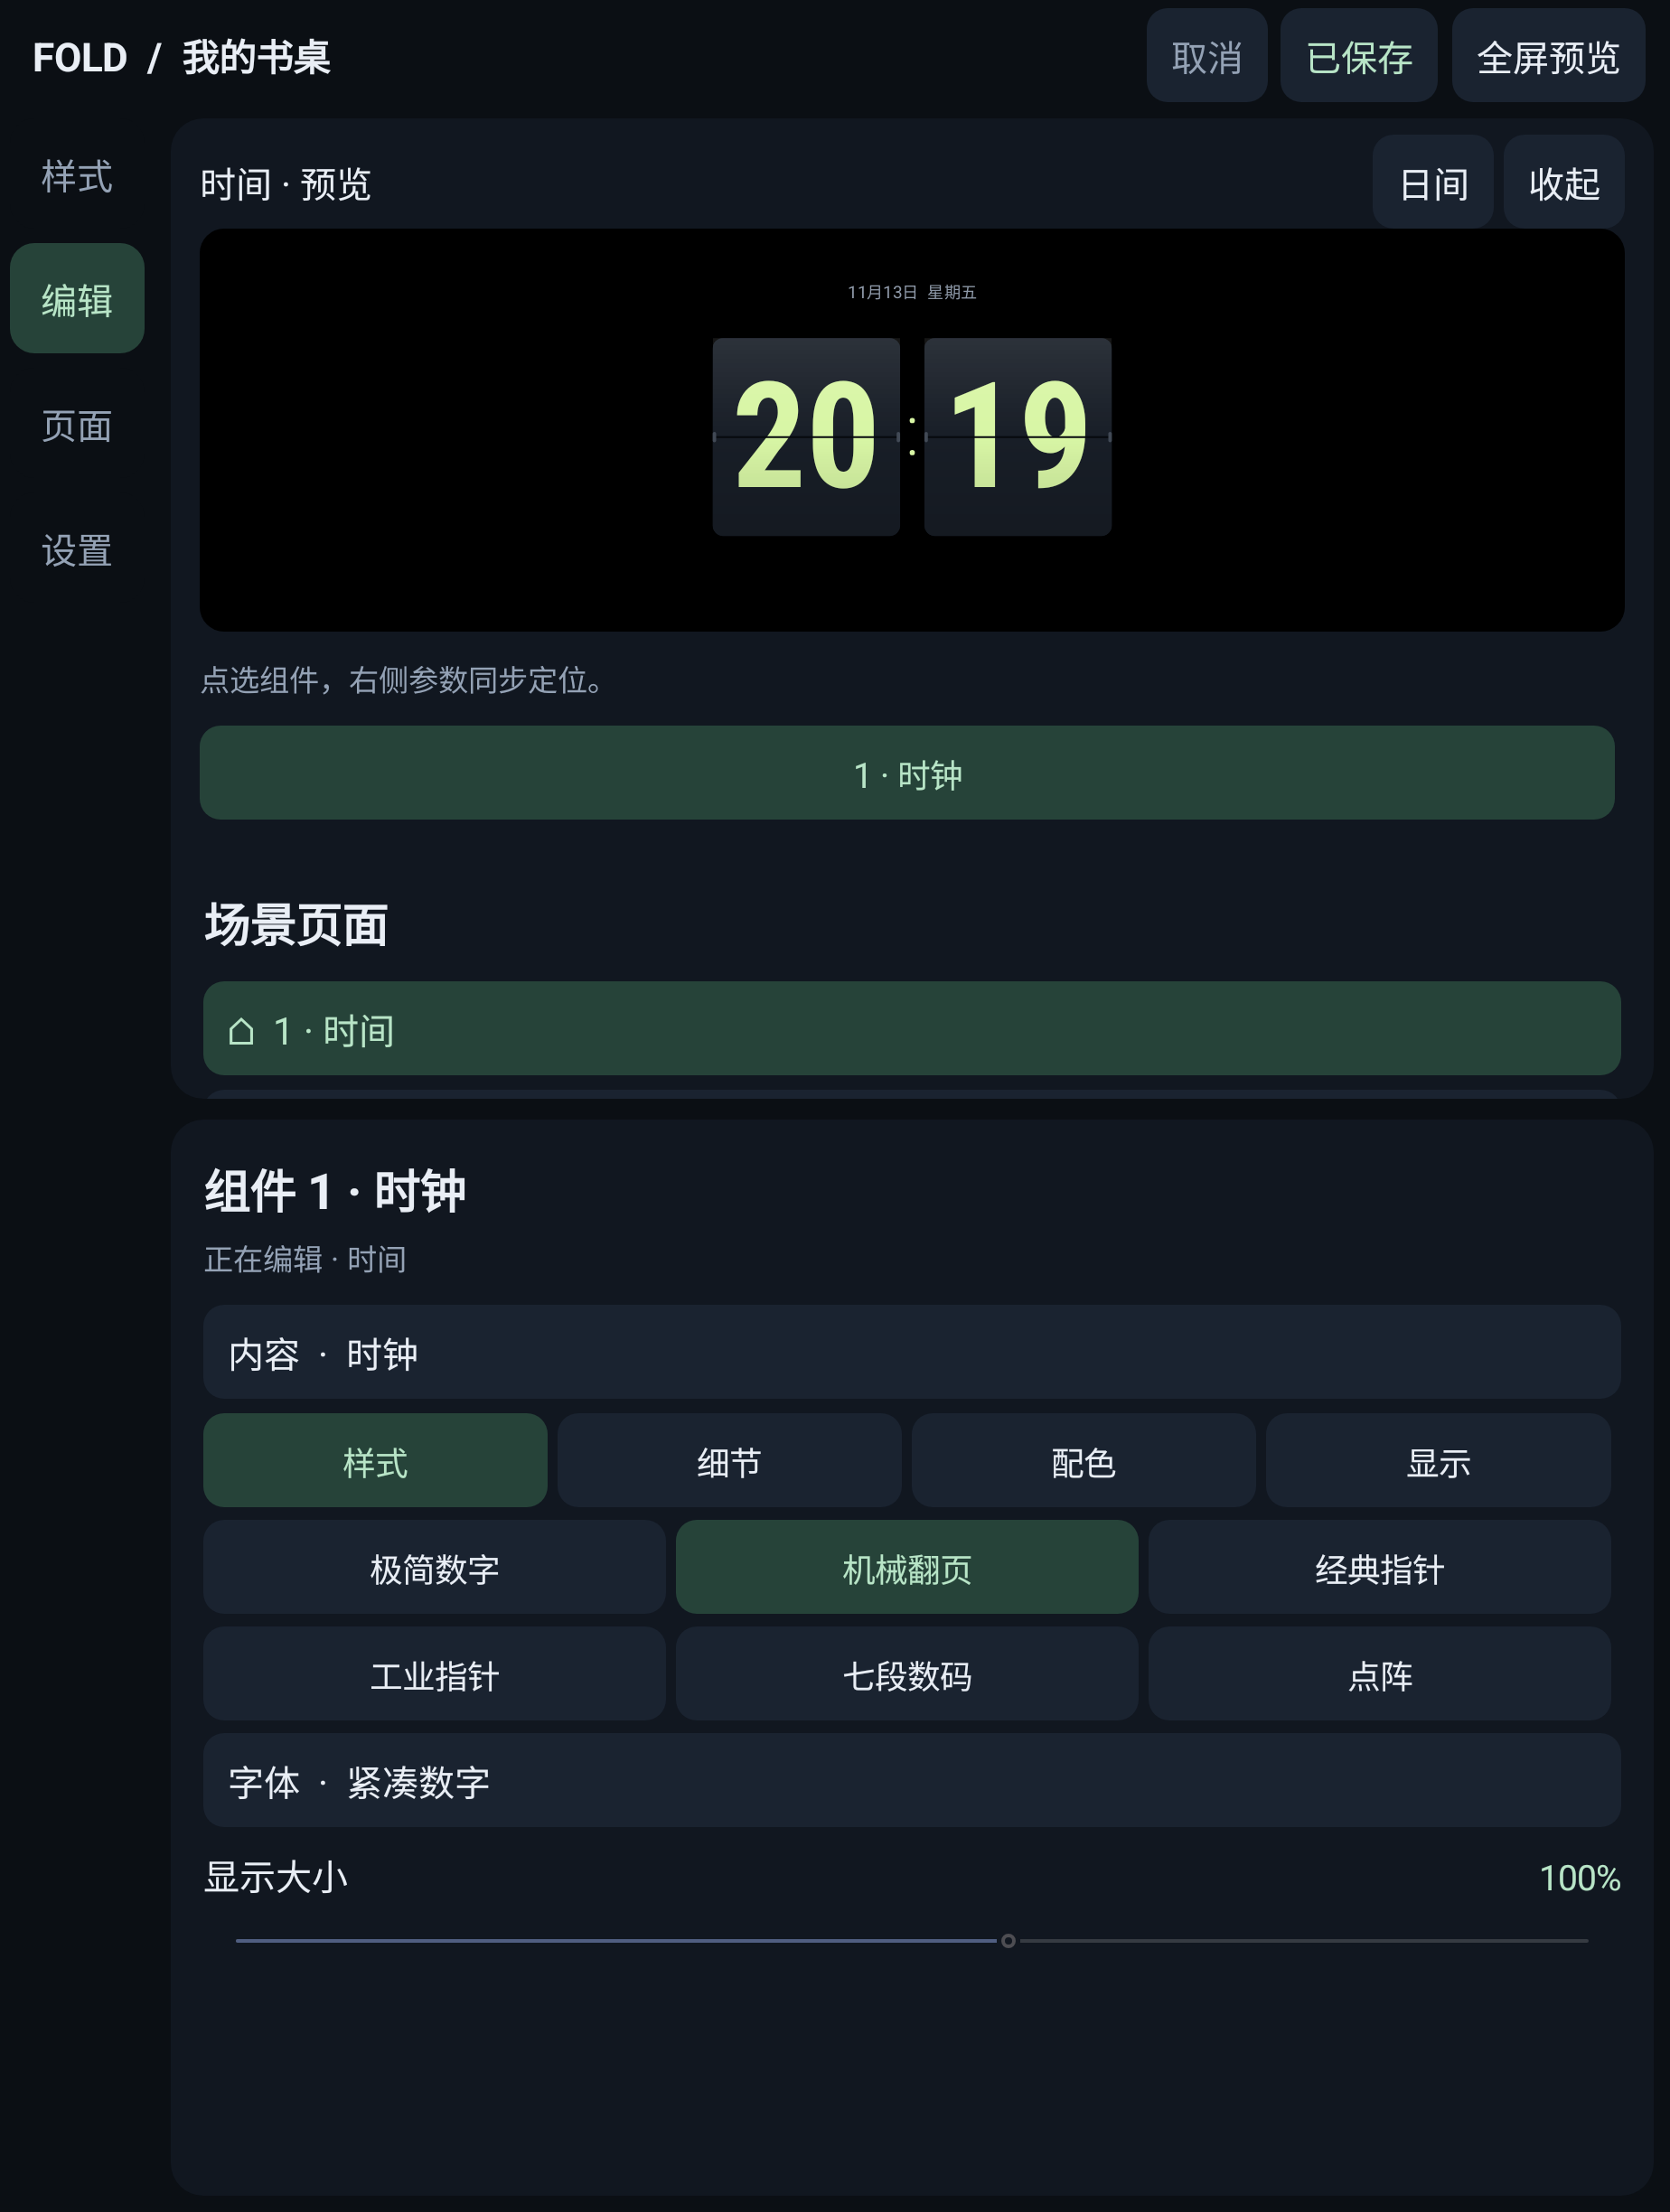 FOLD / 我的书桌
取消
已保存
全屏预览
样式
编辑
页面
设置
时间 · 预览
日间
收起
11月13日 星期五
20:19
点选组件，右侧参数同步定位。
1 · 时钟
场景页面
1 · 时间
组件 1 · 时钟
正在编辑 · 时间
内容 · 时钟
样式
细节
配色
显示
极简数字
机械翻页
经典指针
工业指针
七段数码
点阵
字体 · 紧凑数字
显示大小
100%